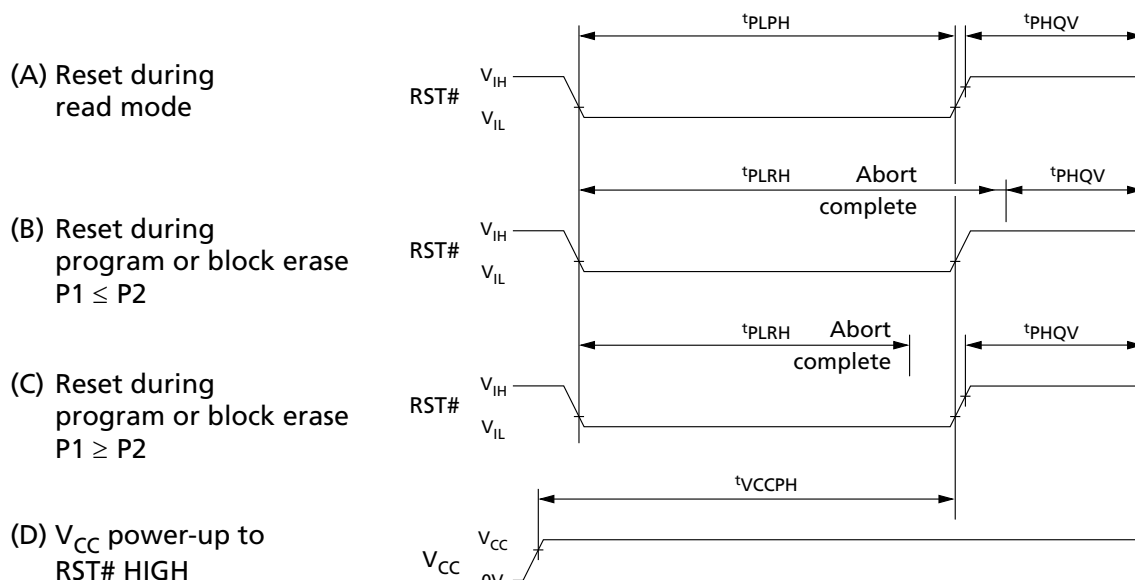 tPLPH
tPHQV
(A) Reset during
read mode
RST#
VIH
VIL
tPLRH
Abort
complete
tPHQV
(B) Reset during
program or block erase
P1 ≤ P2
RST#
VIH
VIL
tPLRH
Abort
complete
tPHQV
(C) Reset during
program or block erase
P1 ≥ P2
RST#
VIH
VIL
tVCCPH
(D) VCC power-up to
RST# HIGH
VCC
VCC
0V